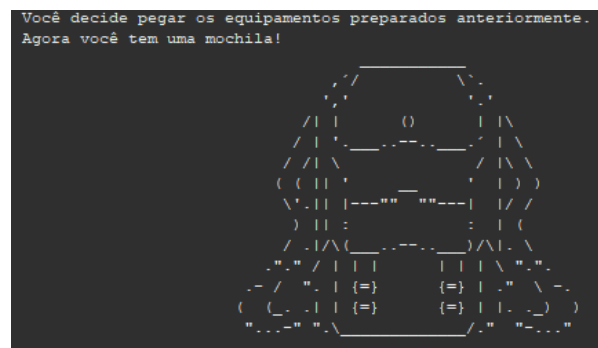 Você decide pegar os equipamentos preparados anteriormente.
Agora você tem uma mochila!